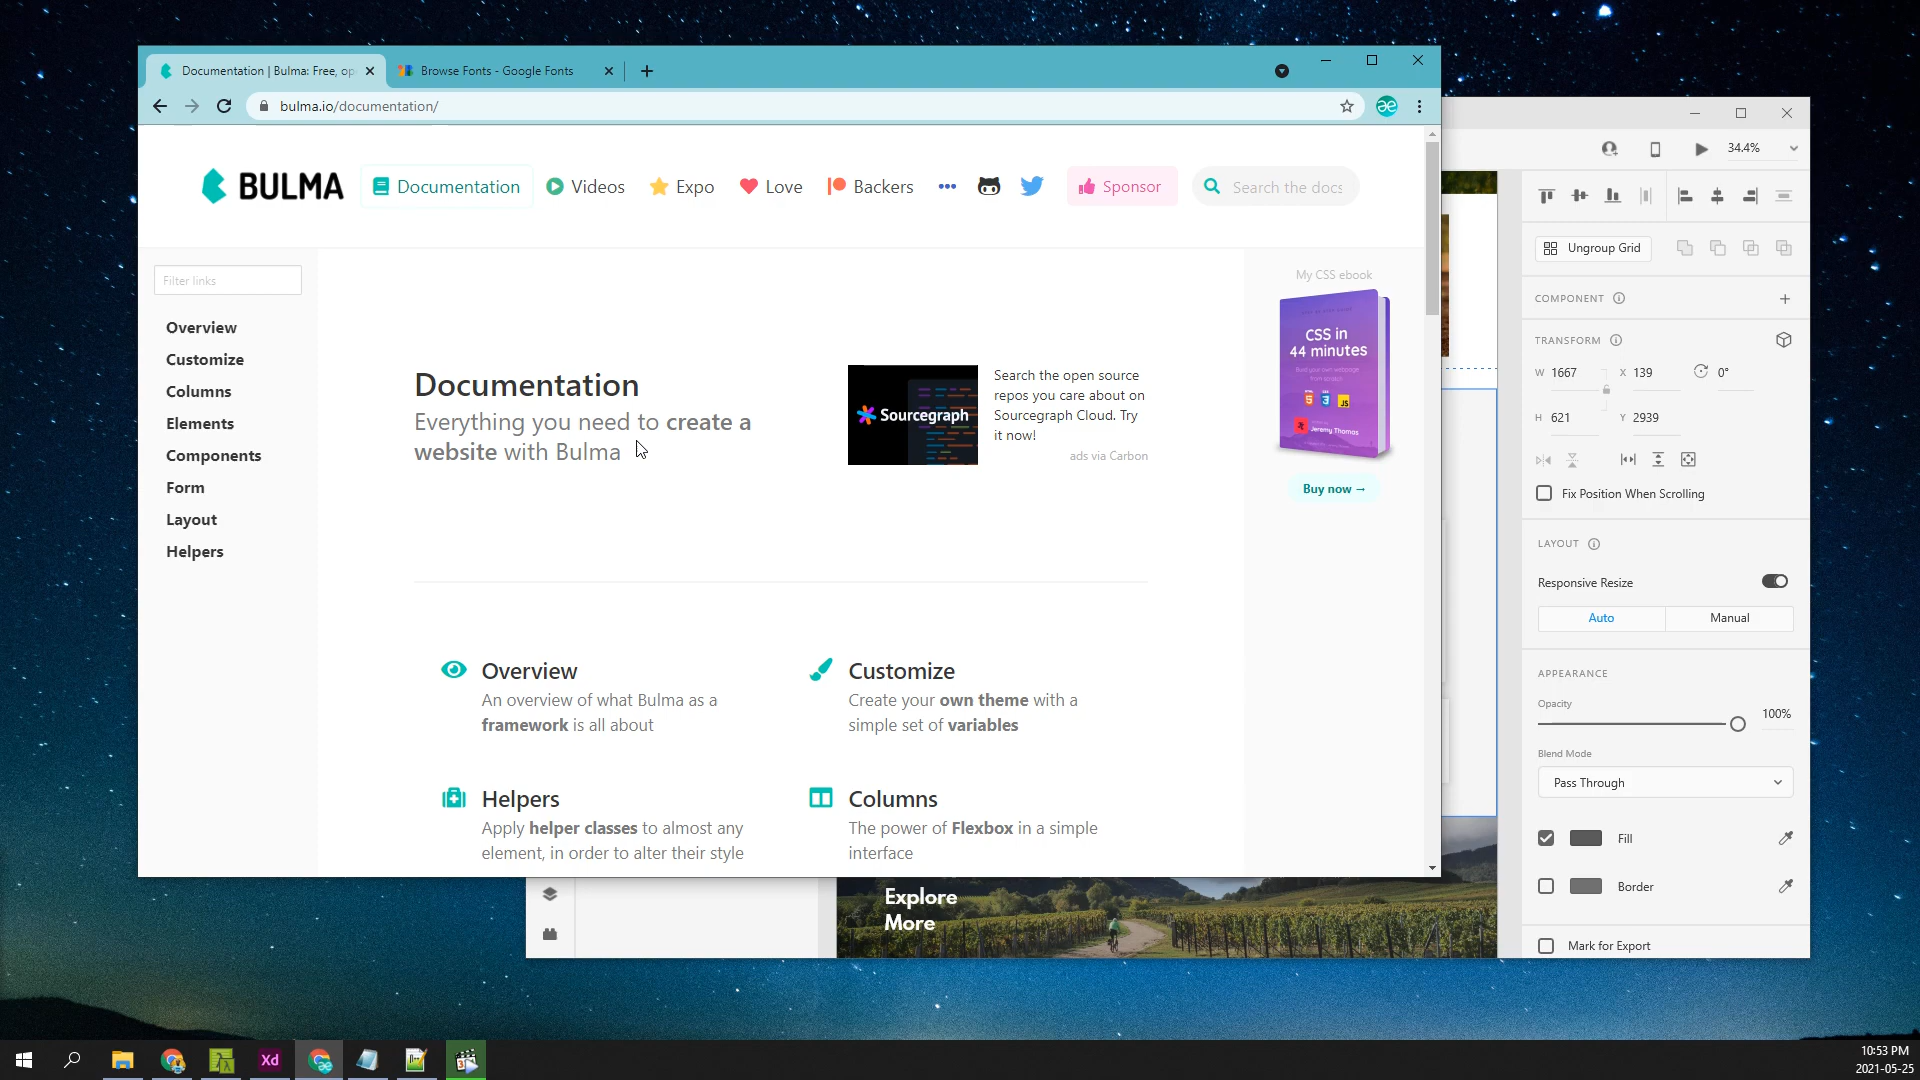 Documentation | Bulma: Free, op
Browse Fonts - Google Fonts
bulma.io/documentation/
BULMA
Documentation
Videos
Expo
Love
Backers
Sponsor
Search the docs
34.4%
Filter links
Overview
Customize
Columns
Elements
Components
Form
Layout
Helpers
Documentation
Everything you need to create a
website with Bulma
Sourcegraph
Search the open source
repos you care about on
Sourcegraph Cloud. Try
it now!
ads via Carbon
My CSS ebook
CSS in
44 minutes
Jeremy Thomas
Buy now →
Overview
An overview of what Bulma as a
framework is all about
Customize
Create your own theme with a
simple set of variables
Helpers
Apply helper classes to almost any
element, in order to alter their style
Columns
The power of Flexbox in a simple
interface
Ungroup Grid
COMPONENT
TRANSFORM
W 1667
X 139
0°
H 621
Y 2939
Fix Position When Scrolling
LAYOUT
Responsive Resize
Auto
Manual
APPEARANCE
Opacity
100%
Blend Mode
Pass Through
Fill
Border
Mark for Export
Explore
More
Xd
10:53 PM
2021-05-25